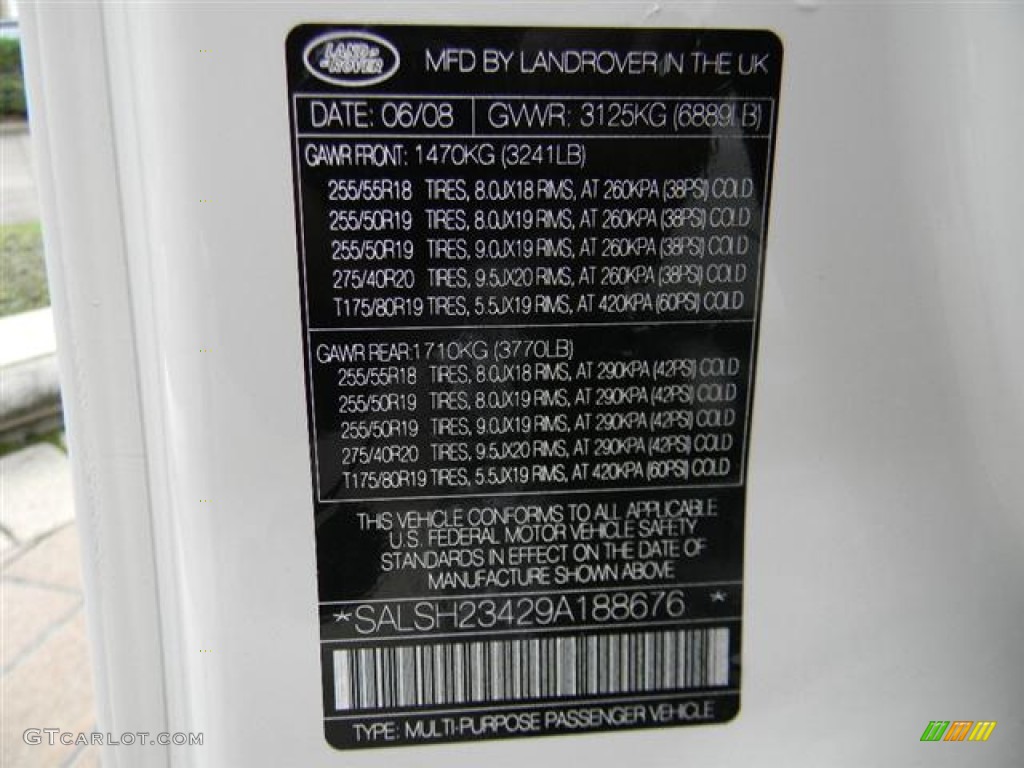 LAND ROVER
MFD BY LANDROVER IN THE UK
DATE: 06/08 GVWR: 3125KG (6889LB)
GAWR FRONT: 1470KG (3241LB)
255/55R18 TIRES, 8.0JX18 RIMS, AT 260KPA (38PSI) COLD
255/50R19 TIRES, 8.0JX19 RIMS, AT 260KPA (38PSI) COLD
255/50R19 TIRES, 9.0JX19 RIMS, AT 260KPA (38PSI) COLD
275/40R20 TIRES, 9.5JX20 RIMS, AT 260KPA (38PSI) COLD
T175/80R19 TIRES, 5.5JX19 RIMS, AT 420KPA (60PSI) COLD
GAWR REAR: 1710KG (3770LB)
255/55R18 TIRES, 8.0JX18 RIMS, AT 290KPA (42PSI) COLD
255/50R19 TIRES, 8.0JX19 RIMS, AT 290KPA (42PSI) COLD
255/50R19 TIRES, 9.0JX19 RIMS, AT 290KPA (42PSI) COLD
275/40R20 TIRES, 9.5JX20 RIMS, AT 290KPA (42PSI) COLD
T175/80R19 TIRES, 5.5JX19 RIMS, AT 420KPA (60PSI) COLD
THIS VEHICLE CONFORMS TO ALL APPLICABLE
U.S. FEDERAL MOTOR VEHICLE SAFETY
STANDARDS IN EFFECT ON THE DATE OF
MANUFACTURE SHOWN ABOVE
*SALSH23429A188676 *
TYPE: MULTI-PURPOSE PASSENGER VEHICLE
GTCARLOT.COM